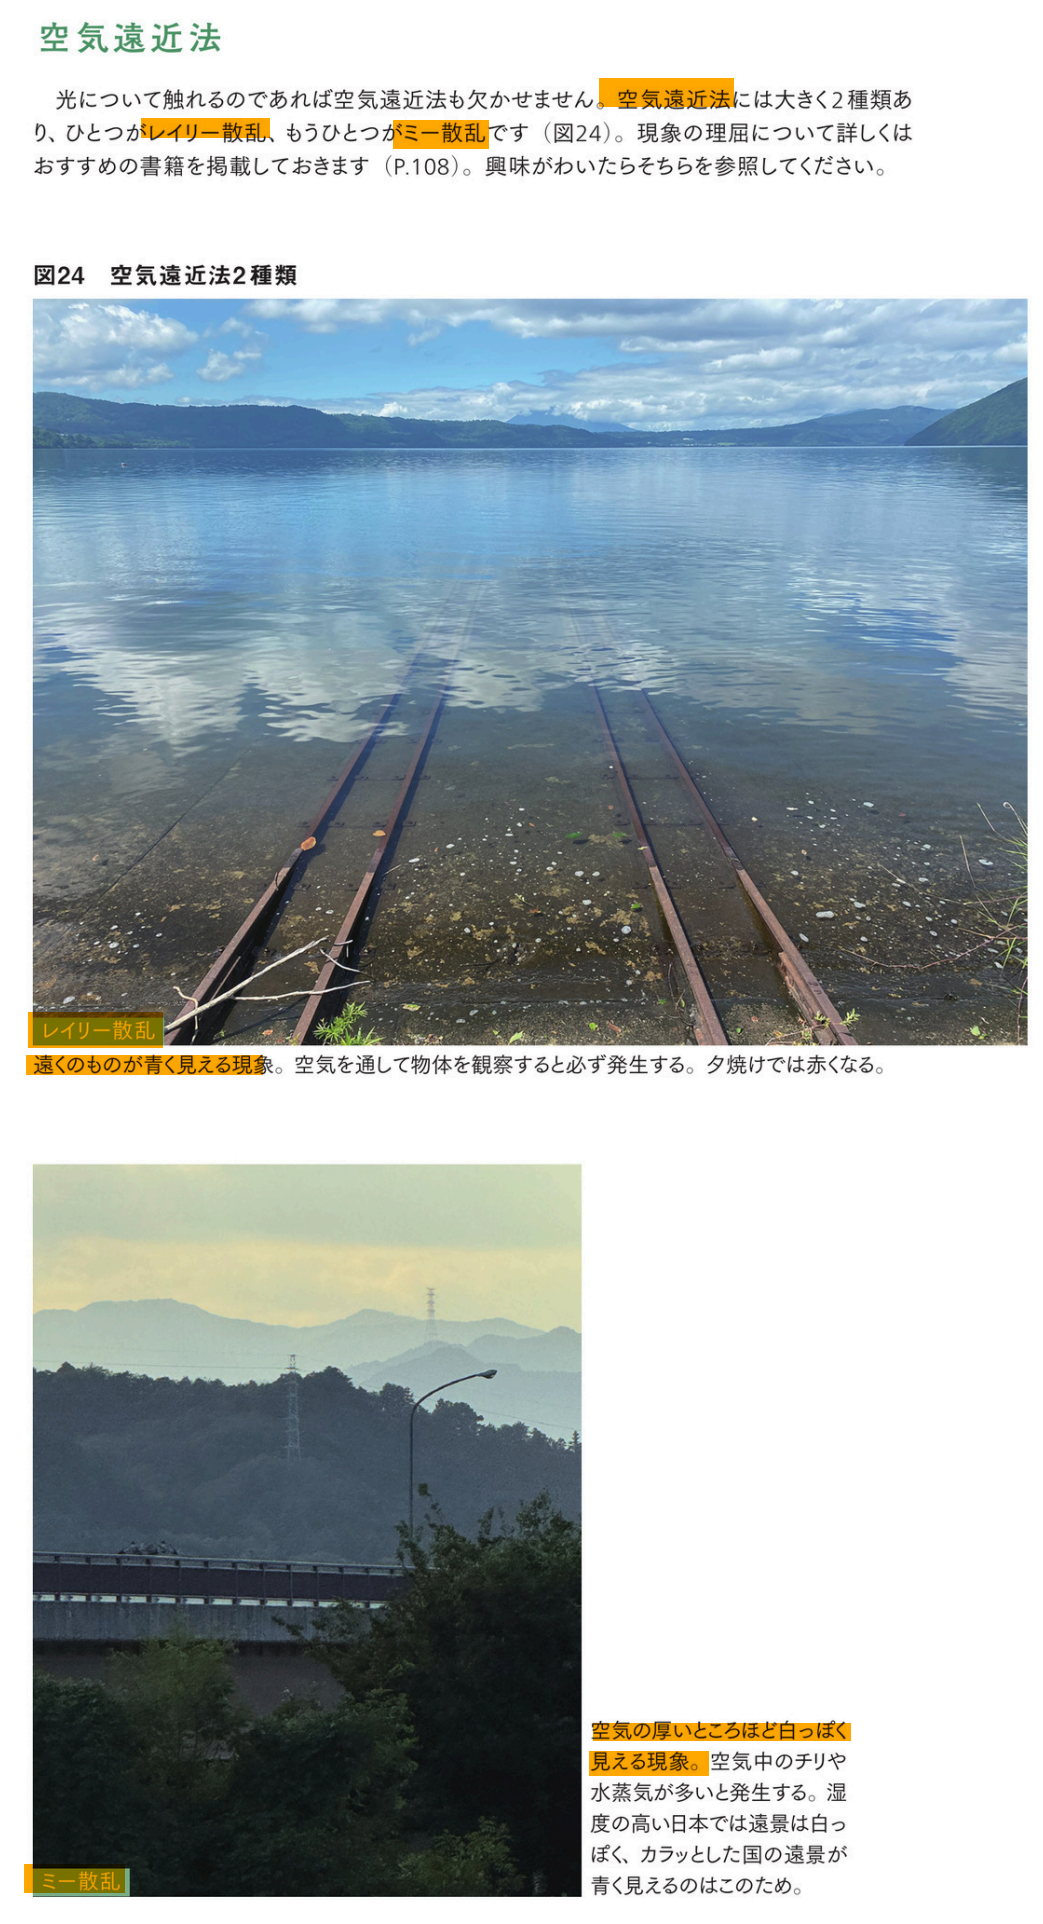 空気遠近法
光について触れるのであれば空気遠近法も欠かせません。空気遠近法には大きく2種類あ
り、ひとつがレイリー散乱、もうひとつがミー散乱です（図24）。現象の理屈について詳しくは
おすすめの書籍を掲載しておきます（P.108）。興味がわいたらそちらを参照してください。
図24　空気遠近法2種類
レイリー散乱
遠くのものが青く見える現象。空気を通して物体を観察すると必ず発生する。夕焼けでは赤くなる。
空気の厚いところほど白っぽく
見える現象。空気中のチリや
水蒸気が多いと発生する。湿
度の高い日本では遠景は白っ
ぽく、カラッとした国の遠景が
青く見えるのはこのため。
ミー散乱